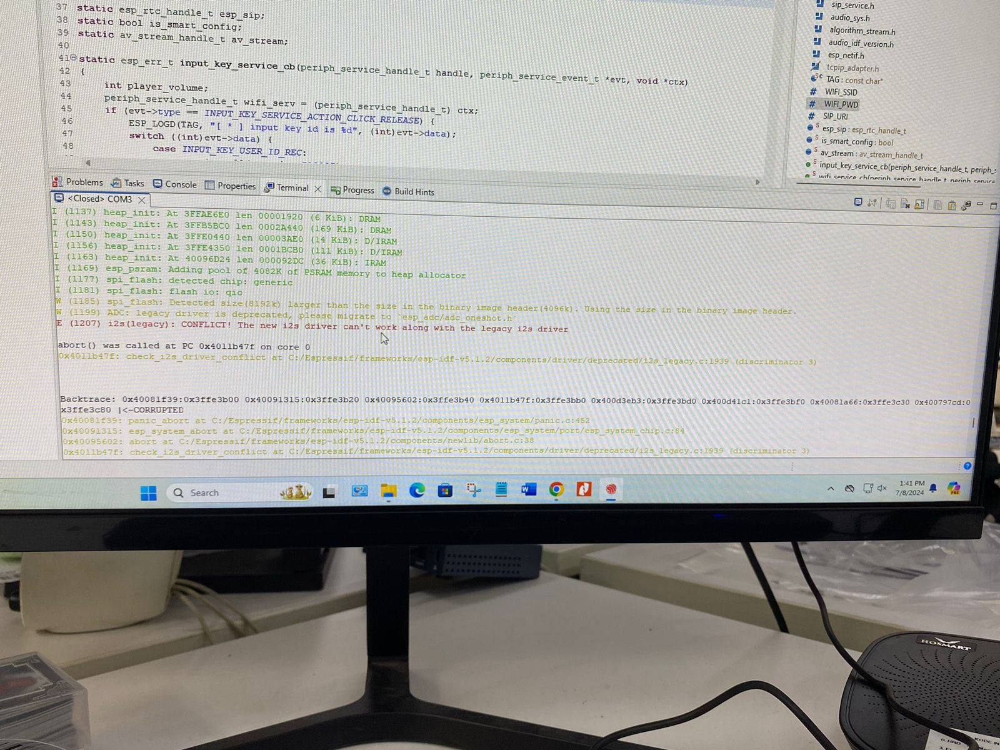 37 static esp_rtc_handle_t esp_sip;
38 static bool is_smart_config;
39 static av_stream_handle_t av_stream;
40
41 static esp_err_t input_key_service_cb(periph_service_handle_t handle, periph_service_event_t *evt, void *ctx)
42 {
43 int player_volume;
44 periph_service_handle_t wifi_serv = (periph_service_handle_t) ctx;
45 if (evt->type == INPUT_KEY_SERVICE_ACTION_CLICK_RELEASE) {
46 ESP_LOGD(TAG, "[ * ] input key id is %d", (int)evt->data);
47 switch ((int)evt->data) {
48 case INPUT_KEY_USER_ID_REC:
sip_service.h
audio_sys.h
algorithm_stream.h
audio_idf_version.h
esp_netif.h
tcpip_adapter.h
TAG : const char*
# WIFI_SSID
# WIFI_PWD
# SIP_URI
esp_sip : esp_rtc_handle_t
is_smart_config : bool
av_stream : av_stream_handle_t
input_key_service_cb(periph_service_handle_t, periph_s
wifi_service_cb(periph_service_handle_t, periph_service
Problems Tasks Console Properties Terminal Progress Build Hints
<Closed> COM3
I (1137) heap_init: At 3FFAE6E0 len 00001920 (6 KiB): DRAM
I (1143) heap_init: At 3FFB5BC0 len 0002A440 (169 KiB): DRAM
I (1150) heap_init: At 3FFE0440 len 00003AE0 (14 KiB): D/IRAM
I (1156) heap_init: At 3FFE4350 len 0001BCB0 (111 KiB): D/IRAM
I (1163) heap_init: At 40096D24 len 000092DC (36 KiB): IRAM
I (1169) esp_psram: Adding pool of 4082K of PSRAM memory to heap allocator
I (1177) spi_flash: detected chip: generic
I (1181) spi_flash: flash io: qio
W (1185) spi_flash: Detected size(8192k) larger than the size in the binary image header(4096k). Using the size in the binary image header.
W (1199) ADC: legacy driver is deprecated, please migrate to `esp_adc/adc_oneshot.h`
E (1207) i2s(legacy): CONFLICT! The new i2s driver can't work along with the legacy i2s driver
abort() was called at PC 0x4011b47f on core 0
0x4011b47f: check_i2s_driver_conflict at C:/Espressif/frameworks/esp-idf-v5.1.2/components/driver/deprecated/i2s_legacy.c:1939 (discriminator 3)
Backtrace: 0x40081f39:0x3ffe3b00 0x40091315:0x3ffe3b20 0x40095602:0x3ffe3b40 0x4011b47f:0x3ffe3bb0 0x400d3eb3:0x3ffe3bd0 0x400d41c1:0x3ffe3bf0 0x40081a66:0x3ffe3c30 0x400797cd:0
x3ffe3c80 |<-CORRUPTED
0x40081f39: panic_abort at C:/Espressif/frameworks/esp-idf-v5.1.2/components/esp_system/panic.c:452
0x40091315: esp_system_abort at C:/Espressif/frameworks/esp-idf-v5.1.2/components/esp_system/port/esp_system_chip.c:84
0x40095602: abort at C:/Espressif/frameworks/esp-idf-v5.1.2/components/newlib/abort.c:38
0x4011b47f: check_i2s_driver_conflict at C:/Espressif/frameworks/esp-idf-v5.1.2/components/driver/deprecated/i2s_legacy.c:1939 (discriminator 3)
Search
1:41 PM
7/8/2024
PRE
HOSMART